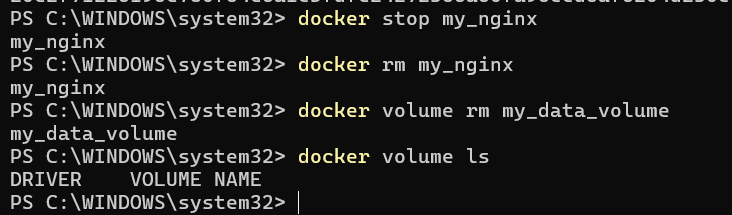 PS C:\WINDOWS\system32> docker stop my_nginx
my_nginx
PS C:\WINDOWS\system32> docker rm my_nginx
my_nginx
PS C:\WINDOWS\system32> docker volume rm my_data_volume
my_data_volume
PS C:\WINDOWS\system32> docker volume ls
DRIVER    VOLUME NAME
PS C:\WINDOWS\system32>